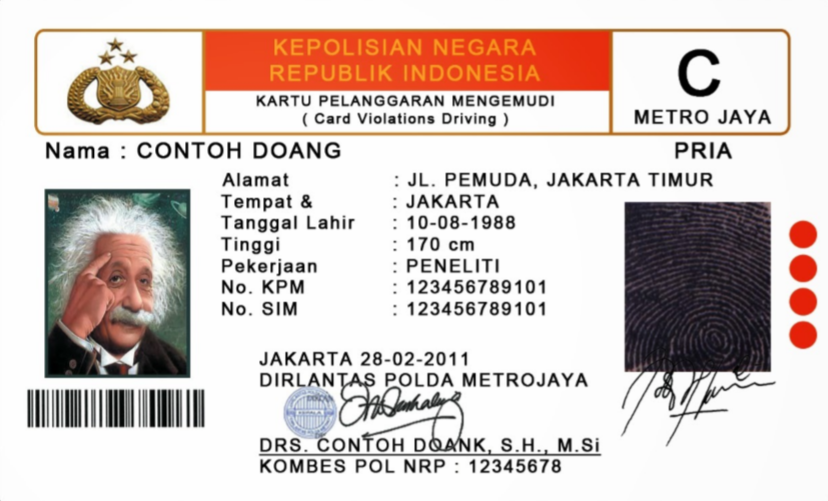 KEPOLISIAN NEGARA
REPUBLIK INDONESIA
KARTU PELANGGARAN MENGEMUDI
( Card Violations Driving )
C
METRO JAYA
Nama : CONTOH DOANG
PRIA
Alamat : JL. PEMUDA, JAKARTA TIMUR
Tempat & : JAKARTA
Tanggal Lahir : 10-08-1988
Tinggi : 170 cm
Pekerjaan : PENELITI
No. KPM : 123456789101
No. SIM : 123456789101
JAKARTA 28-02-2011
DIRLANTAS POLDA METROJAYA
DRS. CONTOH DOANK, S.H., M.Si
KOMBES POL NRP : 12345678